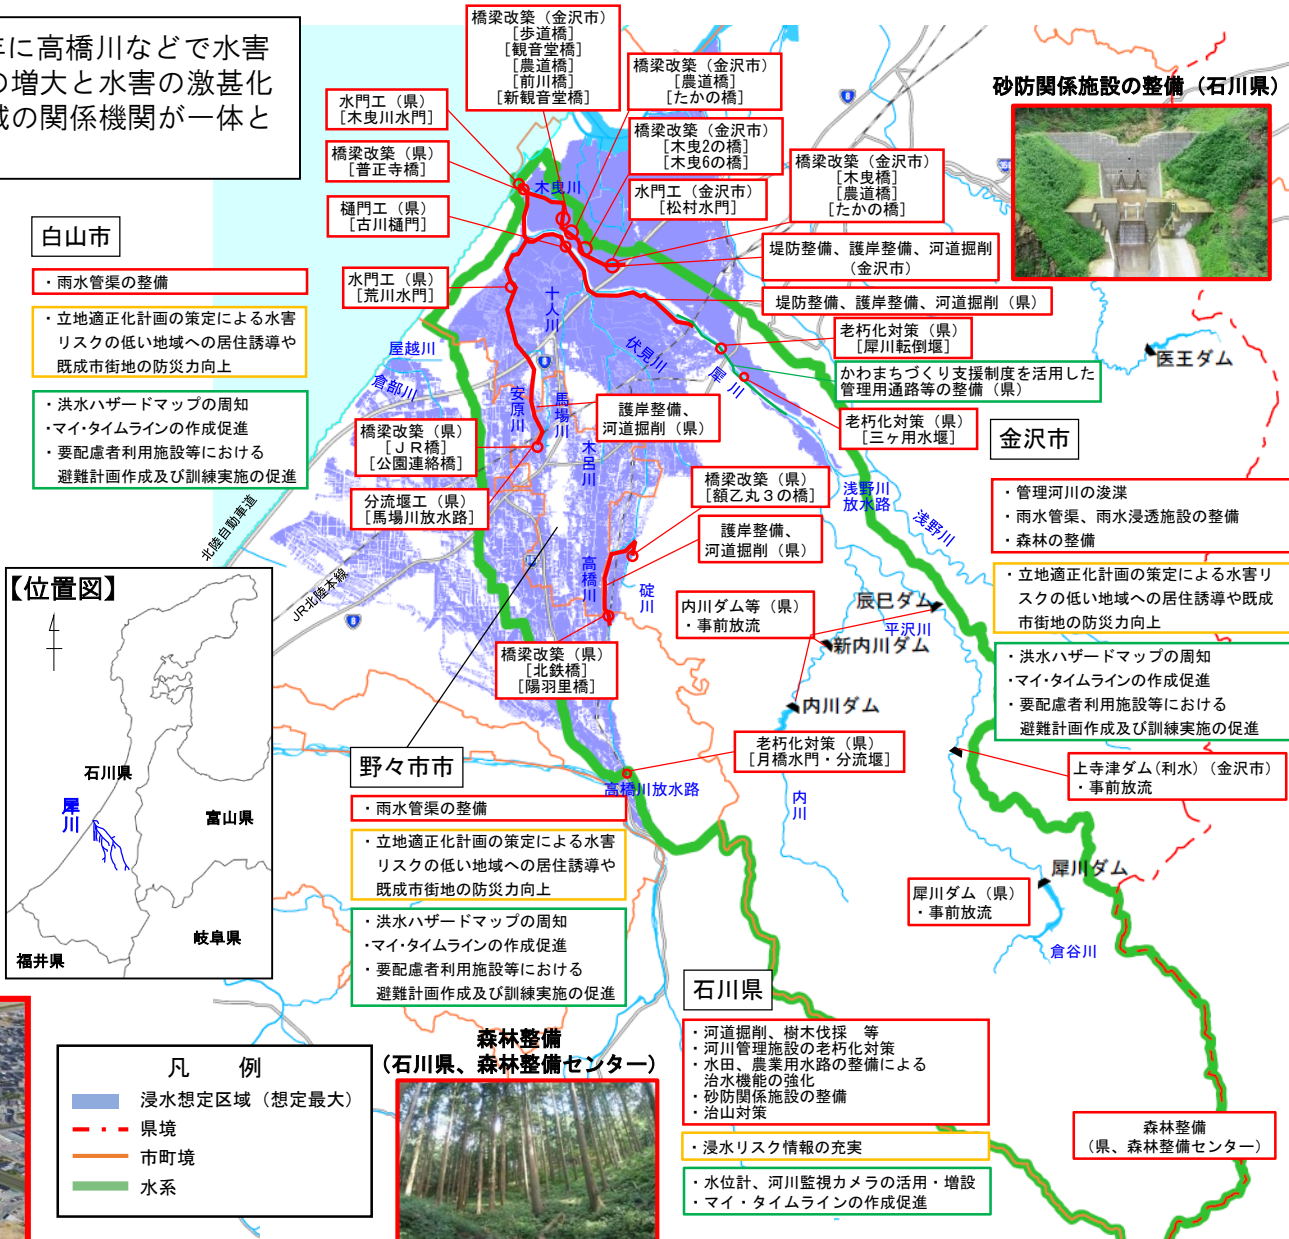 年に高橋川などで水害
の増大と水害の激甚化
域の関係機関が一体と
橋梁改築（金沢市）
[歩道橋]
[観音堂橋]
[農道橋]
[前川橋]
[新観音堂橋]
橋梁改築（金沢市）
[農道橋]
[たかの橋]
水門工（県）
[木曳川水門]
橋梁改築（金沢市）
[木曳2の橋]
[木曳6の橋]
橋梁改築（県）
[普正寺橋]
橋梁改築（金沢市）
[木曳橋]
[農道橋]
[たかの橋]
水門工（金沢市）
[松村水門]
樋門工（県）
[古川樋門]
堤防整備、護岸整備、河道掘削
（金沢市）
水門工（県）
[荒川水門]
堤防整備、護岸整備、河道掘削（県）
老朽化対策（県）
[犀川転倒堰]
かわまちづくり支援制度を活用した
管理用通路等の整備（県）
老朽化対策（県）
[三ヶ用水堰]
護岸整備、
河道掘削（県）
橋梁改築（県）
[ＪＲ橋]
[公園連絡橋]
分流堰工（県）
[馬場川放水路]
橋梁改築（県）
[額乙丸３の橋]
護岸整備、
河道掘削（県）
内川ダム等（県）
・事前放流
橋梁改築（県）
[北鉄橋]
[陽羽里橋]
老朽化対策（県）
[月橋水門・分流堰]
上寺津ダム(利水)（金沢市）
・事前放流
犀川ダム（県）
・事前放流
森林整備
（県、森林整備センター）
砂防関係施設の整備（石川県）
白山市
・雨水管渠の整備
・立地適正化計画の策定による水害
リスクの低い地域への居住誘導や
既成市街地の防災力向上
・洪水ハザードマップの周知
・マイ・タイムラインの作成促進
・要配慮者利用施設等における
避難計画作成及び訓練実施の促進
金沢市
・管理河川の浚渫
・雨水管渠、雨水浸透施設の整備
・森林の整備
・立地適正化計画の策定による水害リ
スクの低い地域への居住誘導や既成
市街地の防災力向上
・洪水ハザードマップの周知
・マイ・タイムラインの作成促進
・要配慮者利用施設等における
避難計画作成及び訓練実施の促進
野々市市
・雨水管渠の整備
・立地適正化計画の策定による水害
リスクの低い地域への居住誘導や
既成市街地の防災力向上
・洪水ハザードマップの周知
・マイ・タイムラインの作成促進
・要配慮者利用施設等における
避難計画作成及び訓練実施の促進
石川県
・河道掘削、樹木伐採　等
・河川管理施設の老朽化対策
・水田、農業用水路の整備による
治水機能の強化
・砂防関係施設の整備
・治山対策
・浸水リスク情報の充実
・水位計、河川監視カメラの活用・増設
・マイ・タイムラインの作成促進
森林整備
（石川県、森林整備センター）
木曳川
十人川
屋越川
倉部川
安原川
馬場川
伏見川
犀川
木呂川
高橋川
碇川
浅野川
放水路
浅野川
平沢川
内川
倉谷川
高橋川放水路
医王ダム
辰巳ダム
新内川ダム
内川ダム
犀川ダム
北陸自動車道
JR北陸本線
8
8
8
【位置図】
石川県
犀川
富山県
岐阜県
福井県
凡　例
浸水想定区域（想定最大）
県境
市町境
水系